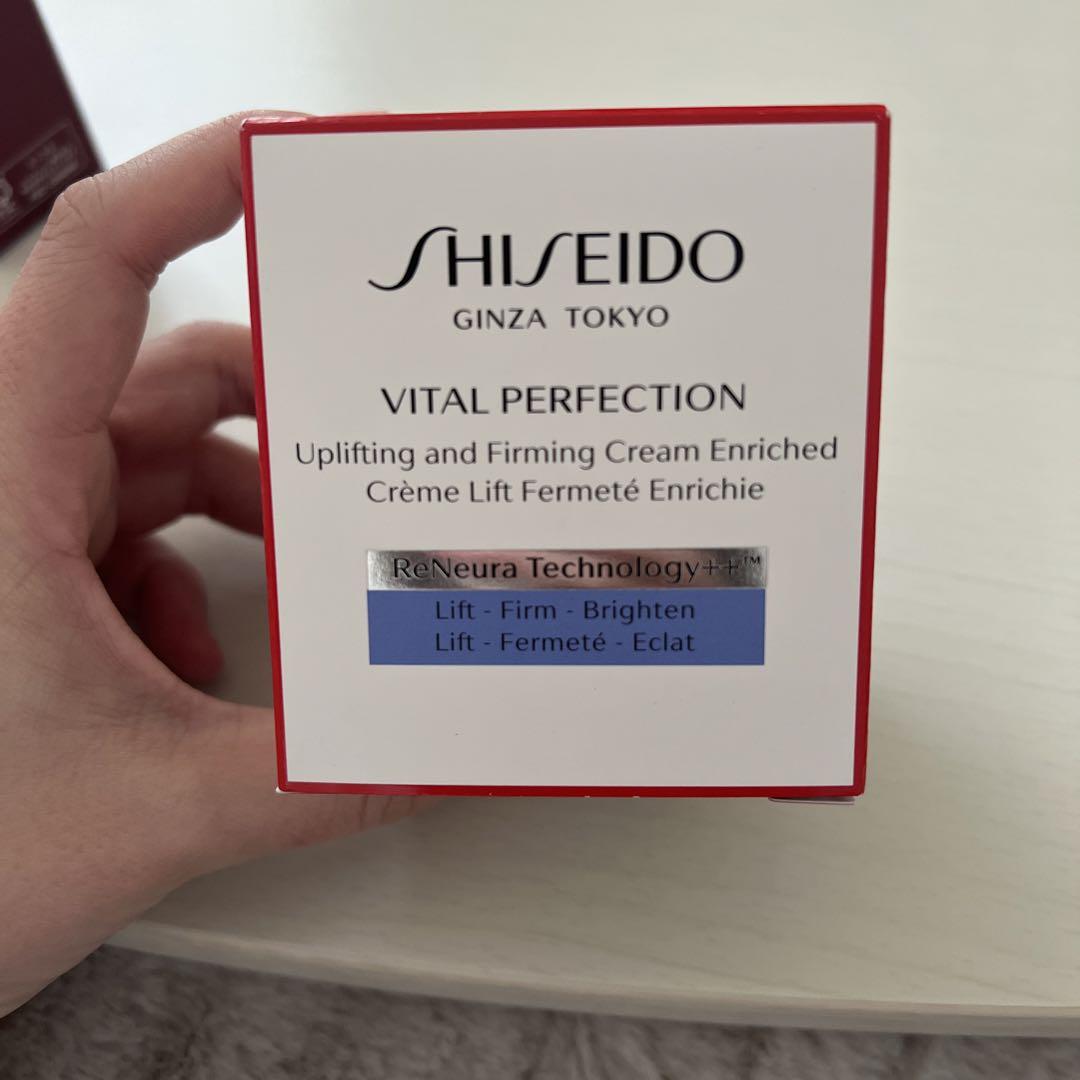 SHISEIDO
GINZA TOKYO
VITAL PERFECTION
Uplifting and Firming Cream Enriched
Crème Lift Fermeté Enrichie
ReNeura Technology++™
Lift - Firm - Brighten
Lift - Fermeté - Eclat